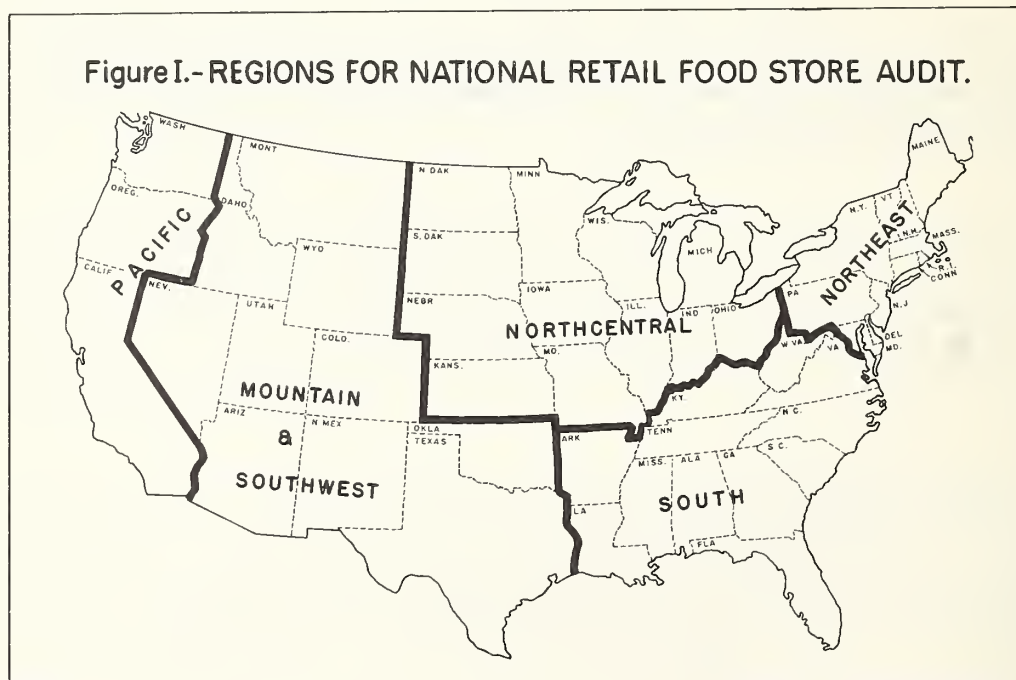 Figure I.-REGIONS FOR NATIONAL RETAIL FOOD STORE AUDIT.
WASH
MONT
N. DAK
MINN
MAINE
OREG.
IDAHO
PACIFIC
S. DAK
WIS.
MICH
N.Y.
VT
N.H.
MASS.
R.I.
CONN
NORTHEAST
WYO
CALIF
NEV.
UTAH
NEBR
IOWA
ILL.
IND
OHIO
PA
N.J
NORTHCENTRAL
COLO.
KANS.
MO.
W.VA
VA
DEL
MD.
KY.
MOUNTAIN
&
SOUTHWEST
ARIZ
N MEX
OKLA
TEXAS
ARK
TENN
N.C.
S.C.
MISS.
ALA
GA
SOUTH
LA
FLA